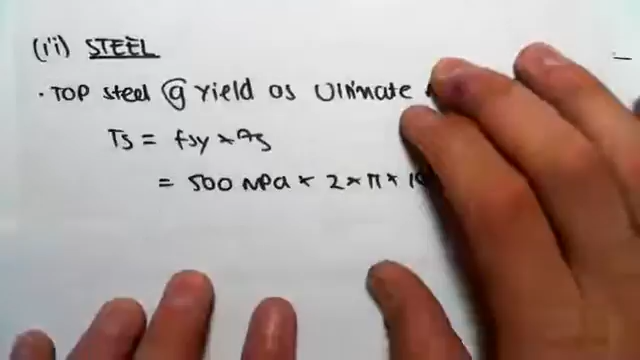 (ii) STEEL
• TOP steel @ yield as Ultimate
Ts = fsy × As
= 500 MPa × 2 × π × 1